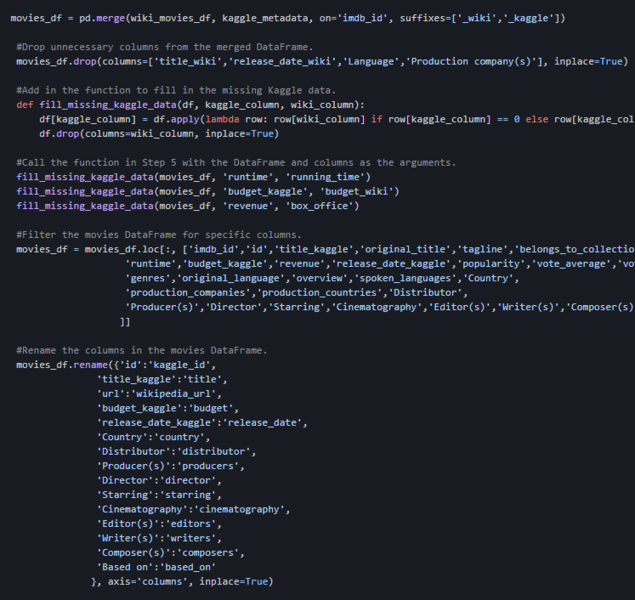 movies_df = pd.merge(wiki_movies_df, kaggle_metadata, on='imdb_id', suffixes=['_wiki','_kaggle'])
#Drop unnecessary columns from the merged DataFrame.
movies_df.drop(columns=['title_wiki','release_date_wiki','Language','Production company(s)'], inplace=True)
#Add in the function to fill in the missing Kaggle data.
def fill_missing_kaggle_data(df, kaggle_column, wiki_column):
df[kaggle_column] = df.apply(lambda row: row[wiki_column] if row[kaggle_column] == 0 else row[kaggle_col
df.drop(columns=wiki_column, inplace=True)
#Call the function in Step 5 with the DataFrame and columns as the arguments.
fill_missing_kaggle_data(movies_df, 'runtime', 'running_time')
fill_missing_kaggle_data(movies_df, 'budget_kaggle', 'budget_wiki')
fill_missing_kaggle_data(movies_df, 'revenue', 'box_office')
#Filter the movies DataFrame for specific columns.
movies_df = movies_df.loc[:, ['imdb_id','id','title_kaggle','original_title','tagline','belongs_to_collectio
'runtime','budget_kaggle','revenue','release_date_kaggle','popularity','vote_average','vo
'genres','original_language','overview','spoken_languages','Country',
'production_companies','production_countries','Distributor',
'Producer(s)','Director','Starring','Cinematography','Editor(s)','Writer(s)','Composer(s)
]]
#Rename the columns in the movies DataFrame.
movies_df.rename({'id':'kaggle_id',
'title_kaggle':'title',
'url':'wikipedia_url',
'budget_kaggle':'budget',
'release_date_kaggle':'release_date',
'Country':'country',
'Distributor':'distributor',
'Producer(s)':'producers',
'Director':'director',
'Starring':'starring',
'Cinematography':'cinematography',
'Editor(s)':'editors',
'Writer(s)':'writers',
'Composer(s)':'composers',
'Based on':'based_on'
}, axis='columns', inplace=True)